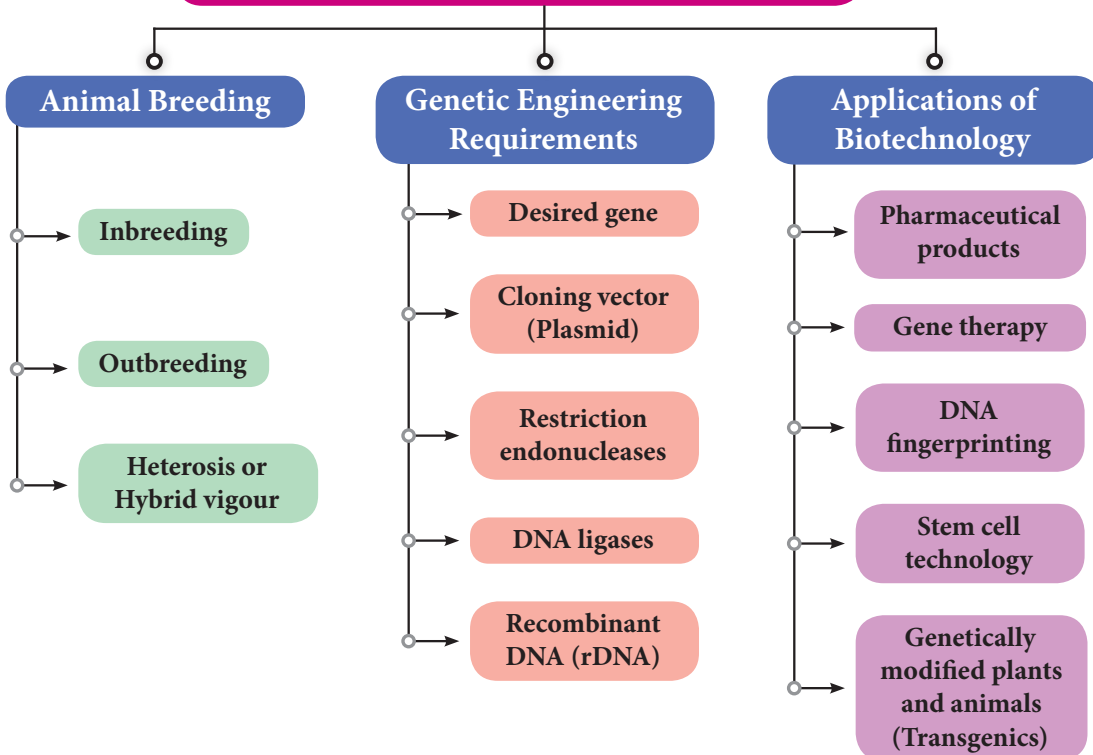 Animal Breeding
Inbreeding
Outbreeding
Heterosis or
Hybrid vigour
Genetic Engineering
Requirements
Desired gene
Cloning vector
(Plasmid)
Restriction
endonucleases
DNA ligases
Recombinant
DNA (rDNA)
Applications of
Biotechnology
Pharmaceutical
products
Gene therapy
DNA
fingerprinting
Stem cell
technology
Genetically
modified plants
and animals
(Transgenics)